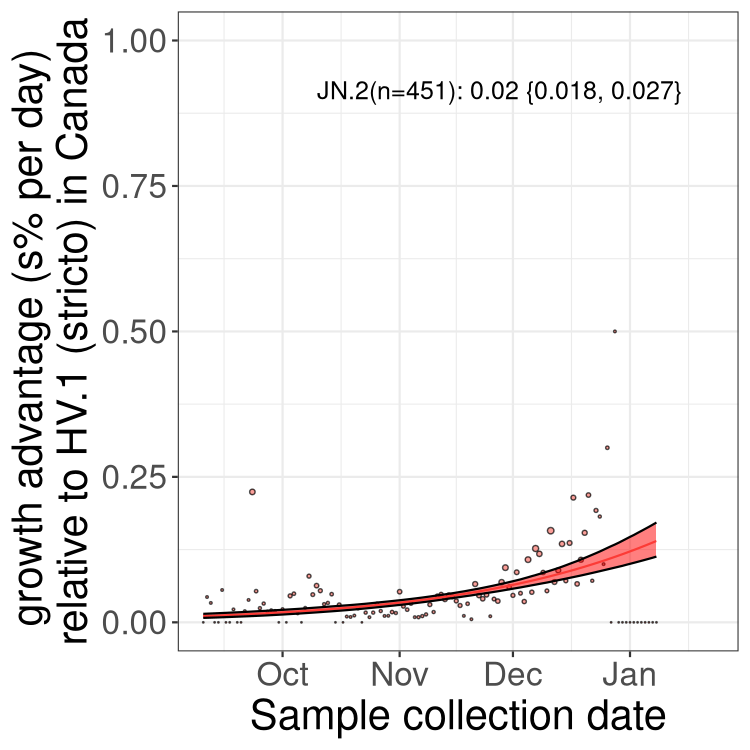 growth advantage (s% per day)
relative to HV.1 (stricto) in Canada
1.00
0.75
0.50
0.25
0.00
JN.2(n=451): 0.02 {0.018, 0.027}
Oct Nov Dec Jan
Sample collection date